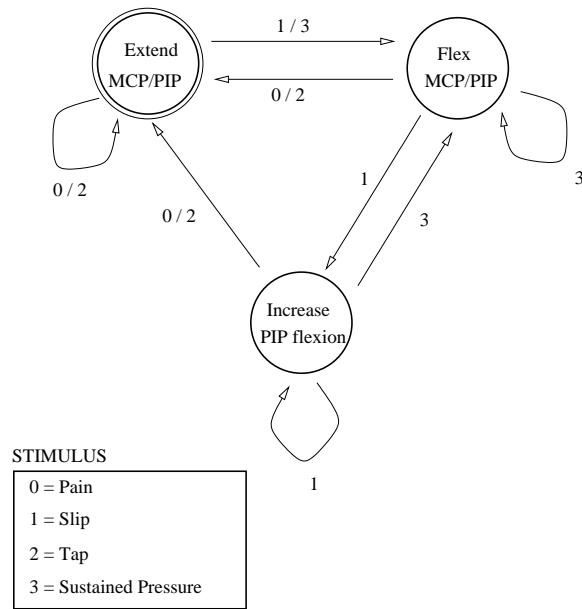 1 / 3
Extend
MCP/PIP
Flex
MCP/PIP
0 / 2
0 / 2
0 / 2
1
3
3
Increase
PIP flexion
1
STIMULUS
0 = Pain
1 = Slip
2 = Tap
3 = Sustained Pressure